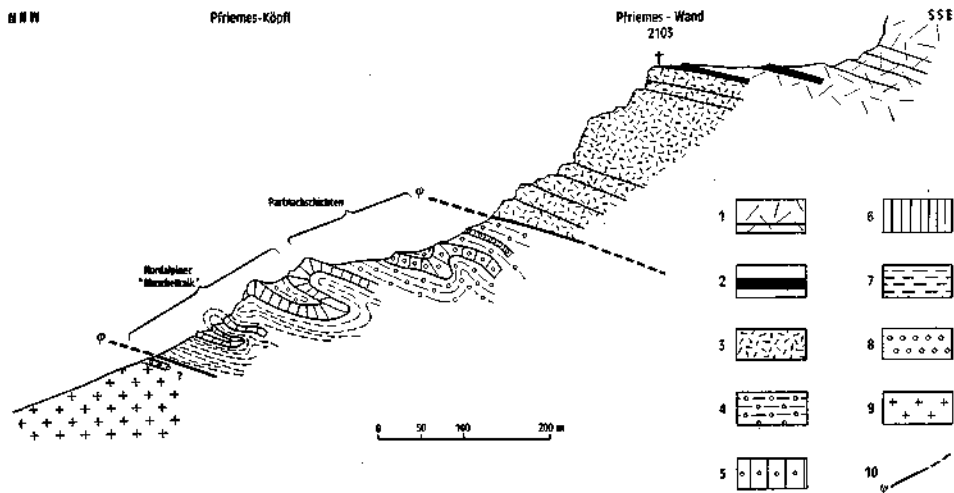 NNW
Pfriemes-Köpfl
Pfriemes - Wand
2103
SSE
φ
Partnachschichten
Nordalpiner
"Muschelkalk"
φ
?
0 50 100 200 m
1
2
3
4
5
6
7
8
9
10
φ